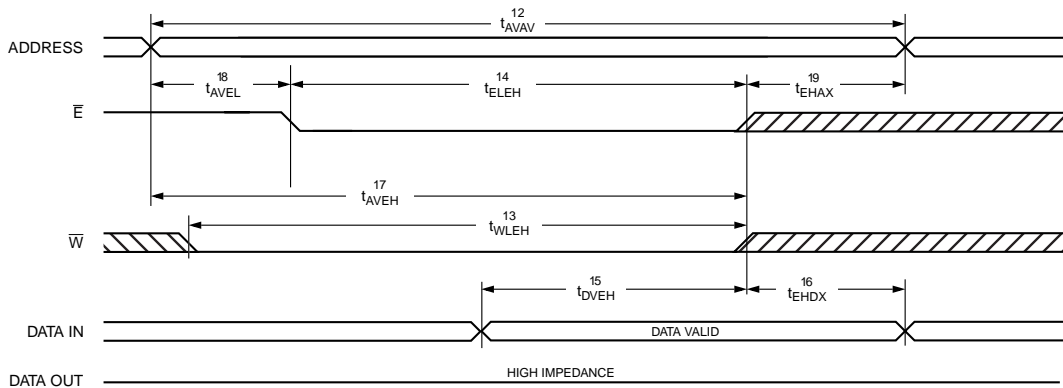 12
tAVAV
ADDRESS
18
tAVEL
14
tELEH
19
tEHAX
E
17
tAVEH
13
tWLEH
W
15
tDVEH
16
tEHDX
DATA IN
DATA VALID
DATA OUT
HIGH IMPEDANCE